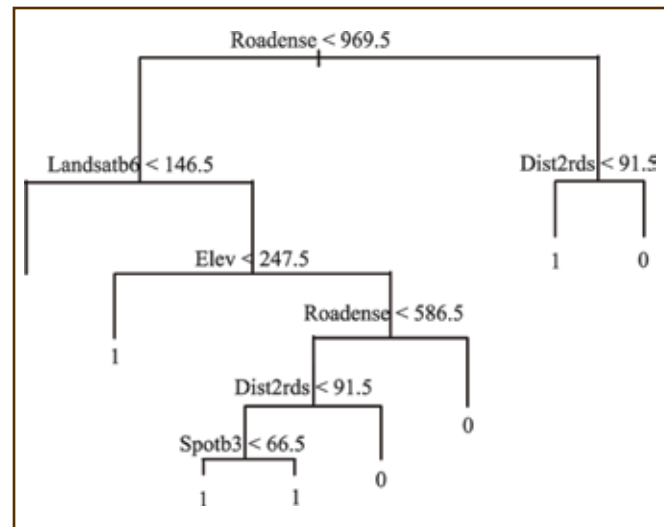 Roadense < 969.5
Landsatb6 < 146.5
Dist2rds < 91.5
1 0
Elev < 247.5
1
Roadense < 586.5
Dist2rds < 91.5
0
Spotb3 < 66.5
0
1 1